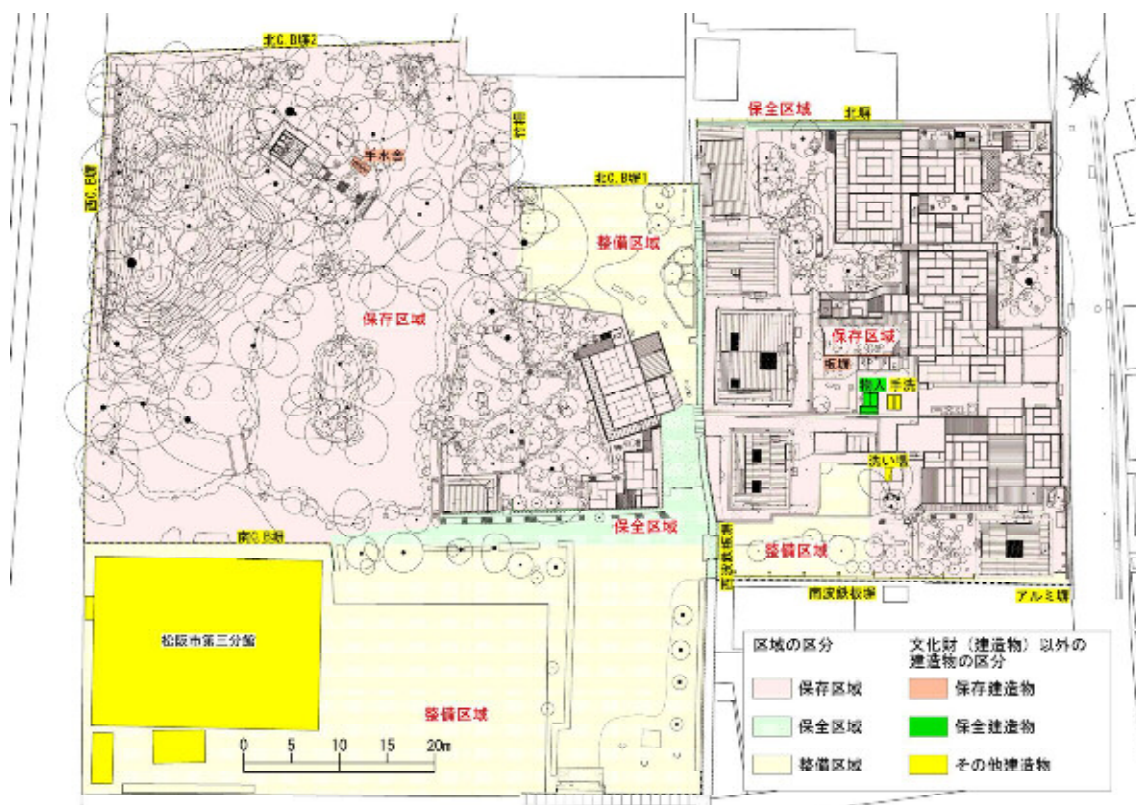 北C.B塀2
保全区域
北塀
竹柵
手水舎
西C.B塀
北C.B塀1
整備区域
保存区域
保存区域
板塀
物入
手洗
洗い場
保全区域
南C.B塀
西波鉄板塀
整備区域
南波鉄板塀
アルミ塀
松阪市第三分館
整備区域
0 5 10 15 20m
区域の区分
保存区域
保全区域
整備区域
文化財（建造物）以外の
建造物の区分
保存建造物
保全建造物
その他建造物